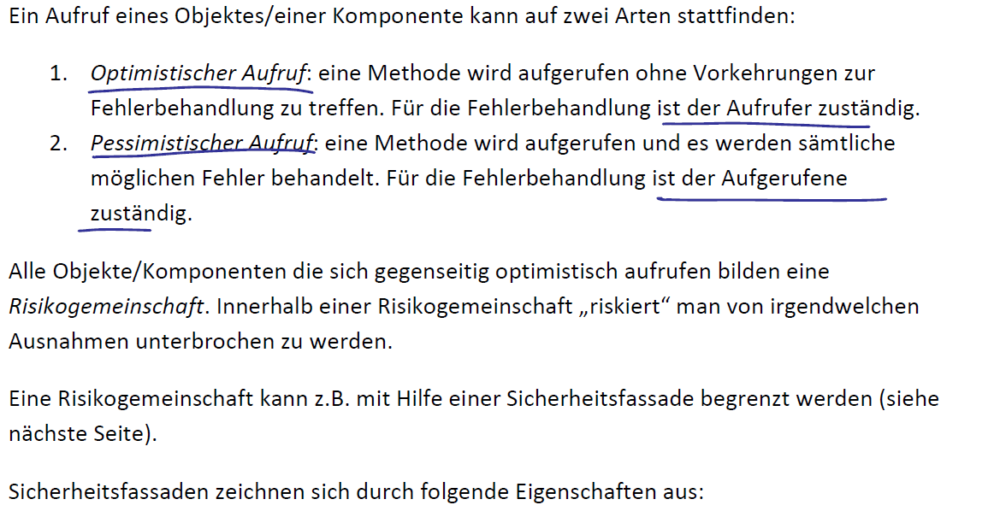 Ein Aufruf eines Objektes/einer Komponente kann auf zwei Arten stattfinden:
1. Optimistischer Aufruf: eine Methode wird aufgerufen ohne Vorkehrungen zur
Fehlerbehandlung zu treffen. Für die Fehlerbehandlung ist der Aufrufer zuständig.
2. Pessimistischer Aufruf: eine Methode wird aufgerufen und es werden sämtliche
möglichen Fehler behandelt. Für die Fehlerbehandlung ist der Aufgerufene
zuständig.
Alle Objekte/Komponenten die sich gegenseitig optimistisch aufrufen bilden eine
Risikogemeinschaft. Innerhalb einer Risikogemeinschaft „riskiert“ man von irgendwelchen
Ausnahmen unterbrochen zu werden.
Eine Risikogemeinschaft kann z.B. mit Hilfe einer Sicherheitsfassade begrenzt werden (siehe
nächste Seite).
Sicherheitsfassaden zeichnen sich durch folgende Eigenschaften aus: